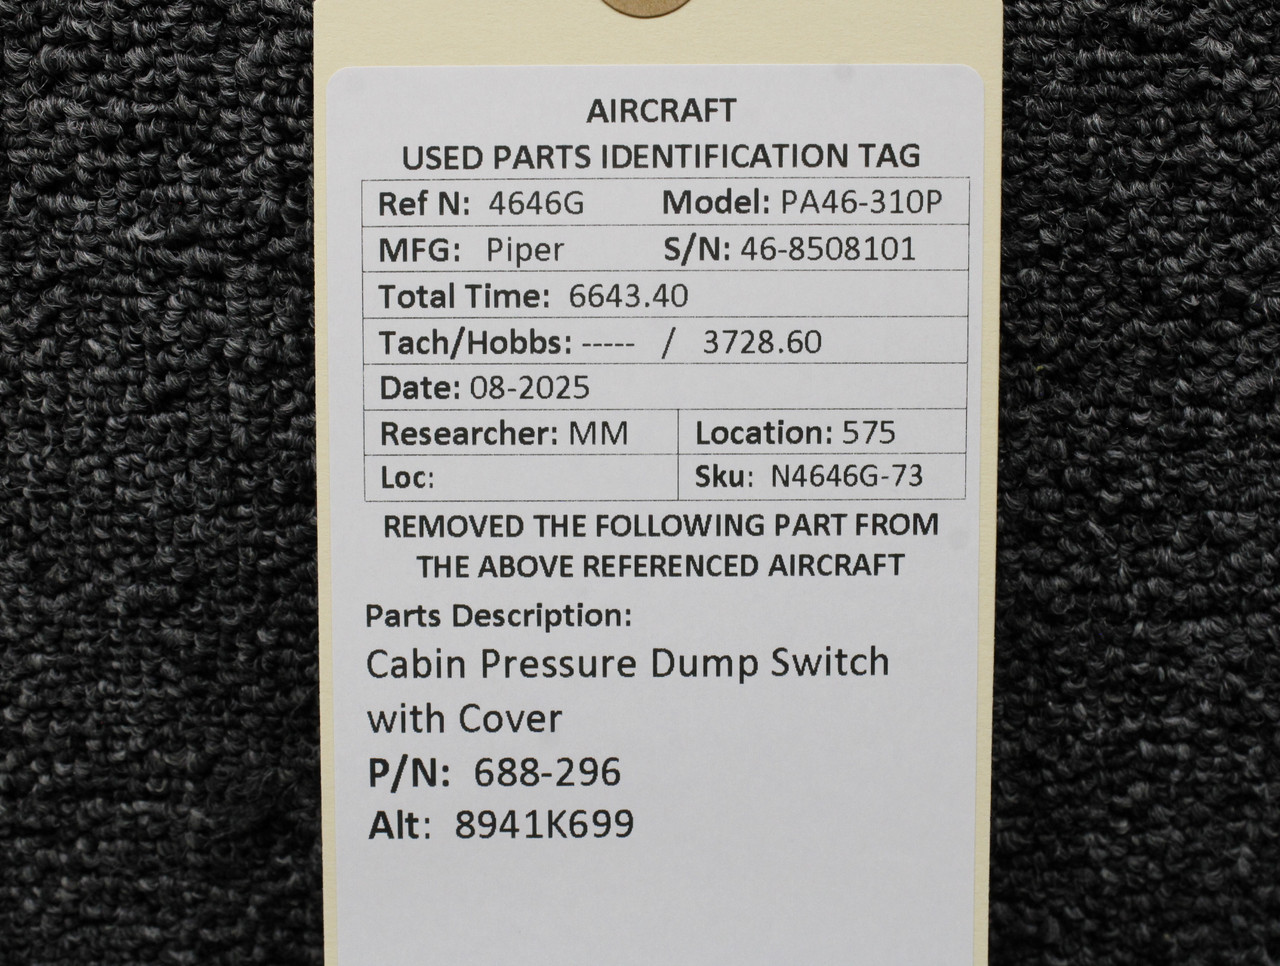 AIRCRAFT
USED PARTS IDENTIFICATION TAG
Ref N: 4646G Model: PA46-310P
MFG: Piper S/N: 46-8508101
Total Time: 6643.40
Tach/Hobbs: ----- / 3728.60
Date: 08-2025
Researcher: MM Location: 575
Loc: Sku: N4646G-73
REMOVED THE FOLLOWING PART FROM
THE ABOVE REFERENCED AIRCRAFT
Parts Description:
Cabin Pressure Dump Switch
with Cover
P/N: 688-296
Alt: 8941K699